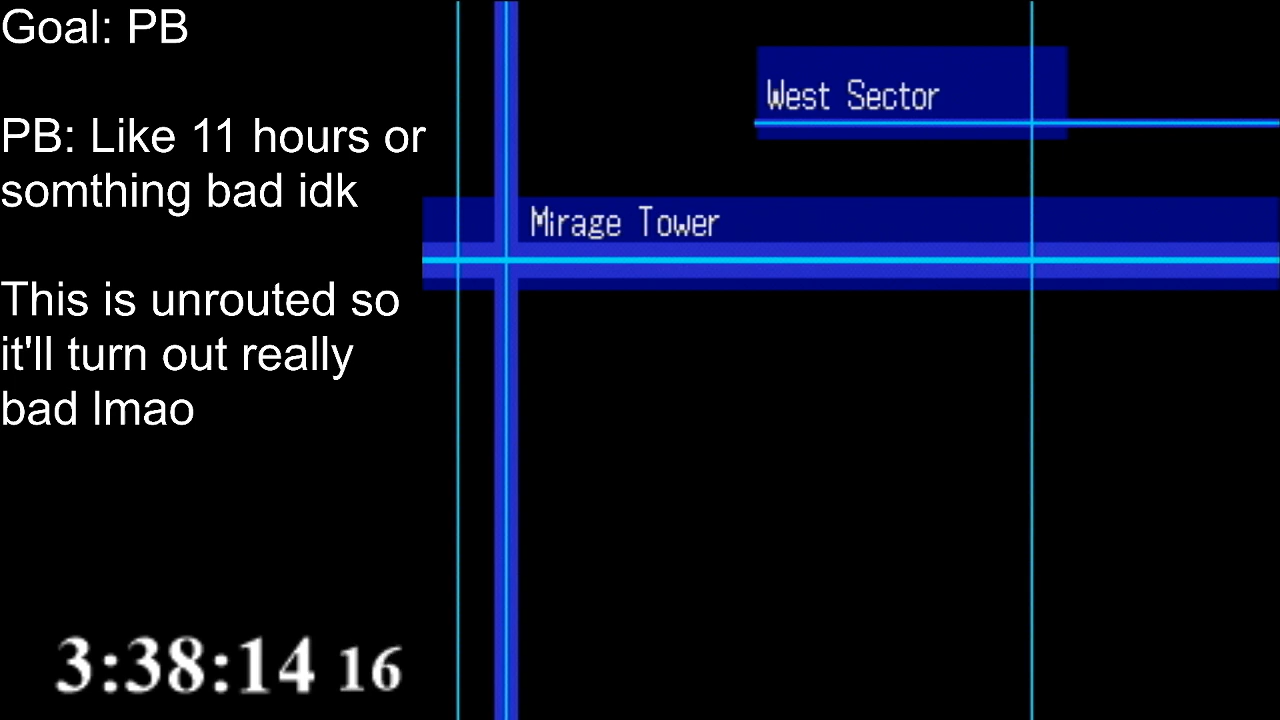 Goal: PB
PB: Like 11 hours or
somthing bad idk
This is unrouted so
it'll turn out really
bad lmao
West Sector
Mirage Tower
3:38:14 16